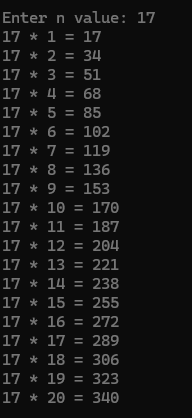 Enter n value: 17
17 * 1 = 17
17 * 2 = 34
17 * 3 = 51
17 * 4 = 68
17 * 5 = 85
17 * 6 = 102
17 * 7 = 119
17 * 8 = 136
17 * 9 = 153
17 * 10 = 170
17 * 11 = 187
17 * 12 = 204
17 * 13 = 221
17 * 14 = 238
17 * 15 = 255
17 * 16 = 272
17 * 17 = 289
17 * 18 = 306
17 * 19 = 323
17 * 20 = 340